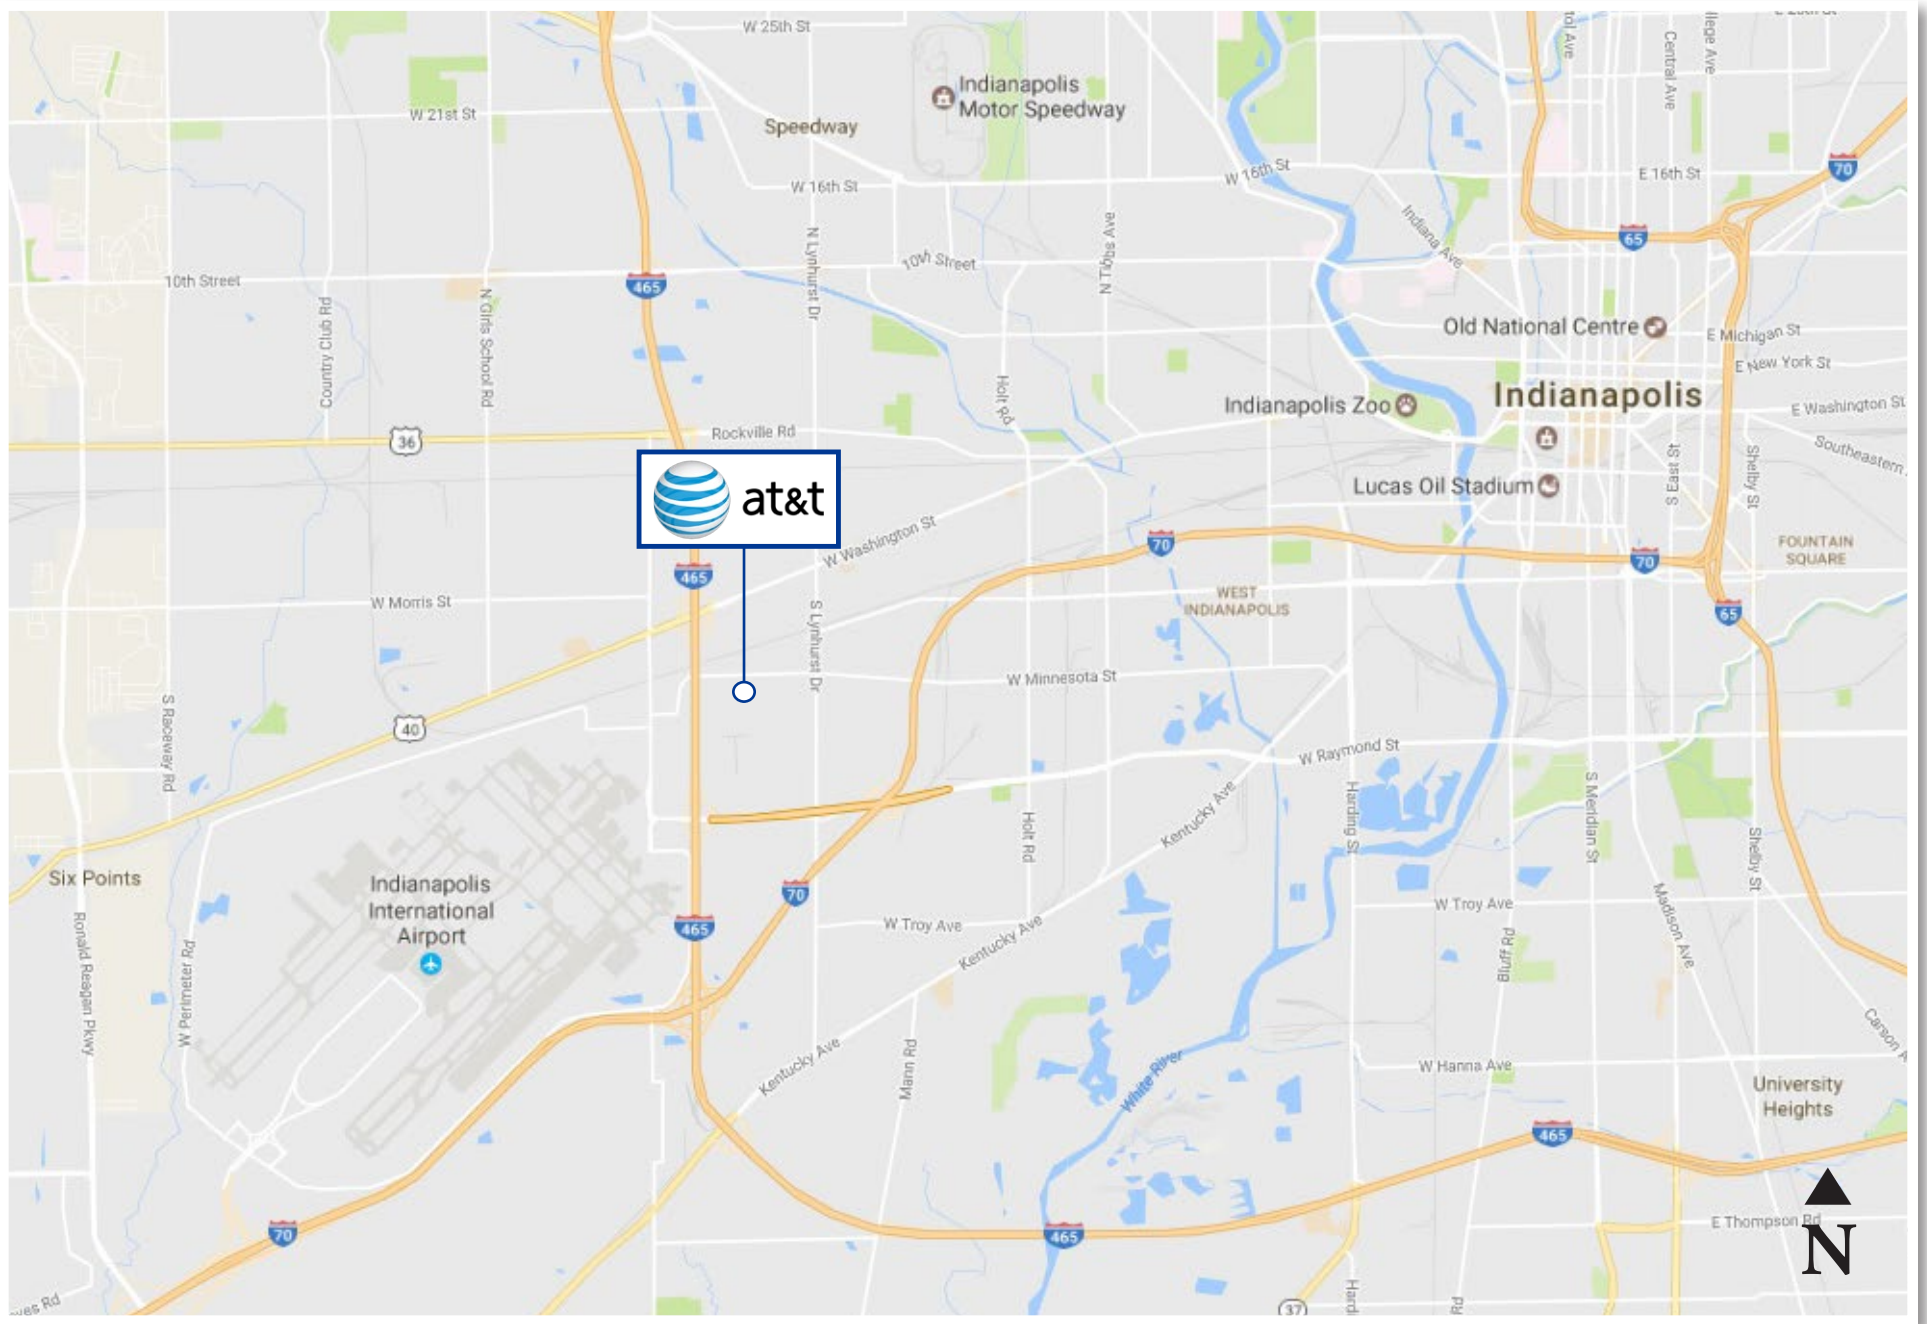 W 25th St
Indianapolis
Motor Speedway
Central Ave
W 21st St
Speedway
70
W 16th St
W 16th St
E 16th St
Indiana Ave
65
N Lynhurst Dr
N Tibbs Ave
10th Street
10th Street
465
Country Club Rd
N Girls School Rd
Old National Centre
E Michigan St
E New York St
Holt Rd
Indianapolis Zoo
Indianapolis
E Washington St
36
Rockville Rd
Southeastern
S East St
Shelby St
at&t
Lucas Oil Stadium
W Washington St
70
70
FOUNTAIN
SQUARE
465
W Morris St
WEST
INDIANAPOLIS
65
S Lynhurst Dr
W Minnesota St
S Raceway Rd
40
W Raymond St
Kentucky Ave
Harding St
S Meridian St
Holt Rd
Shelby St
Six Points
Indianapolis
International
Airport
70
465
W Troy Ave
W Troy Ave
Kentucky Ave
Madison Ave
Bluff Rd
Ronald Reagan Pkwy
W Perimeter Rd
Carson A
Kentucky Ave
Mann Rd
White River
W Hanna Ave
University
Heights
465
70
465
E Thompson Rd
N
Hard
Rd
37